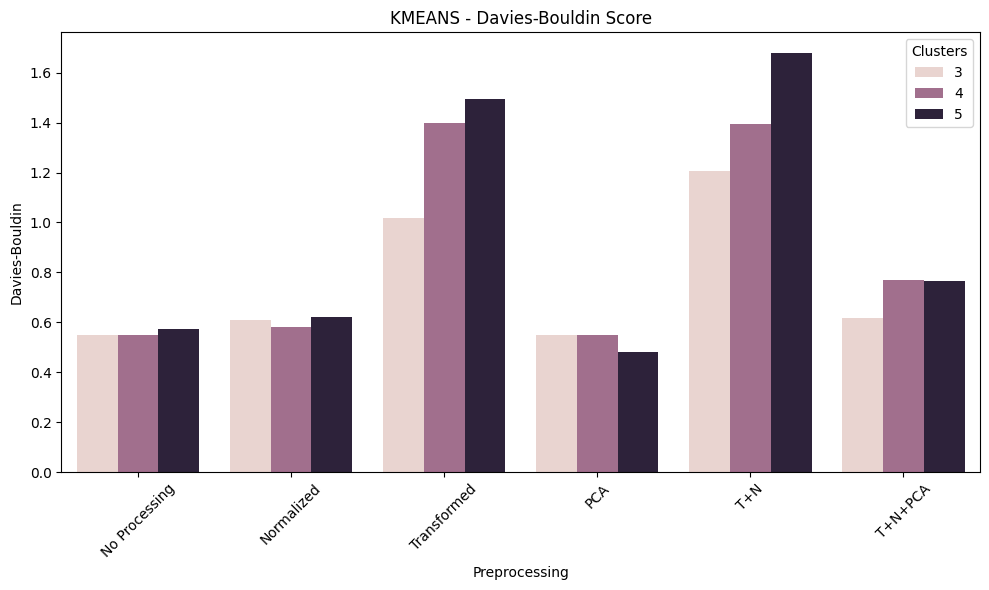 KMEANS - Davies-Bouldin Score
Clusters
3
4
5
Davies-Bouldin
1.6
1.4
1.2
1.0
0.8
0.6
0.4
0.2
0.0
No Processing
Normalized
Transformed
PCA
T+N
T+N+PCA
Preprocessing